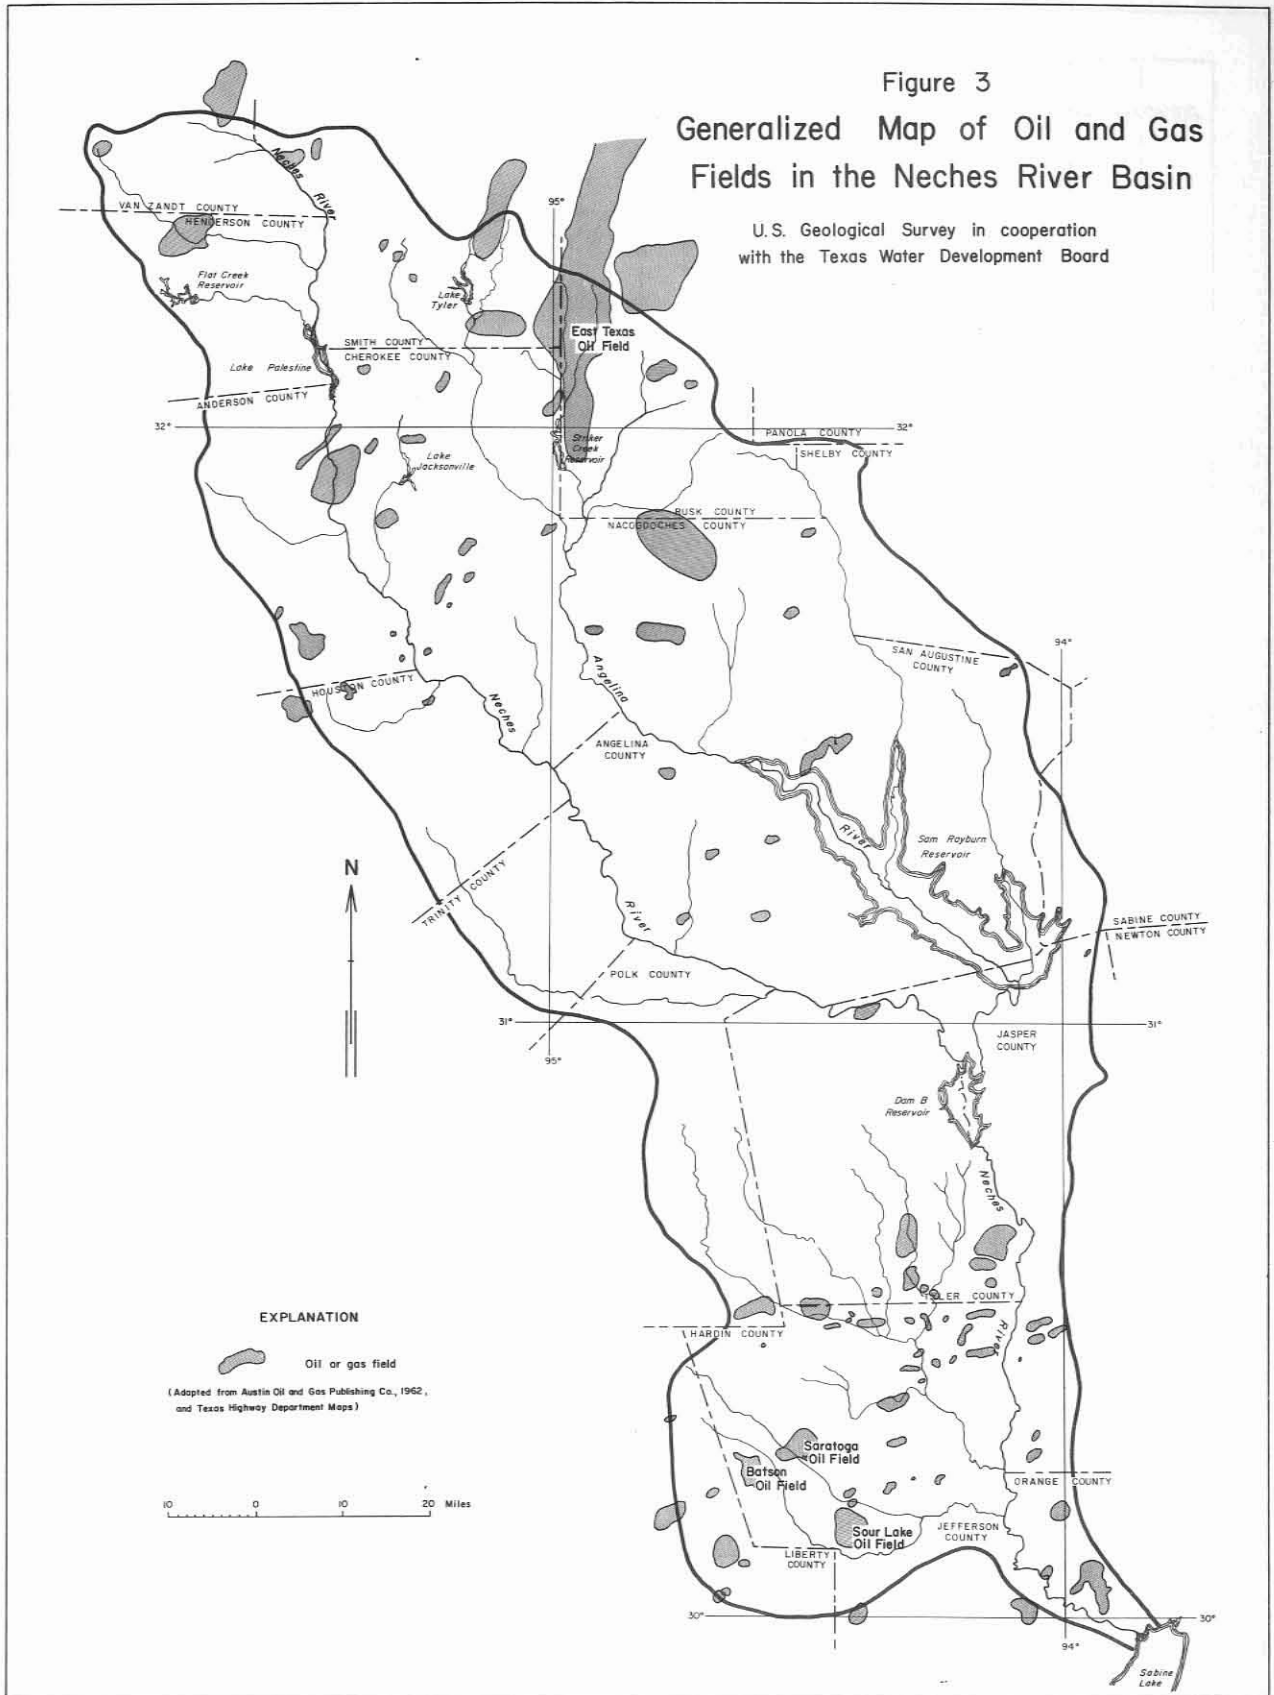 Figure 3
Generalized Map of Oil and Gas
Fields in the Neches River Basin
U.S. Geological Survey in cooperation
with the Texas Water Development Board
95°
Neches
River
VAN ZANDT COUNTY
HENDERSON COUNTY
Flat Creek
Reservoir
Lake
Tyler
East Texas
Oil Field
SMITH COUNTY
CHEROKEE COUNTY
Lake Palestine
ANDERSON COUNTY
32°
32°
PANOLA COUNTY
SHELBY COUNTY
Striker
Creek
Reservoir
Lake
Jacksonville
RUSK COUNTY
NACOGDOCHES COUNTY
94°
SAN AUGUSTINE
COUNTY
HOUSTON COUNTY
Neches
Angelina
ANGELINA
COUNTY
River
Sam Rayburn
Reservoir
N
TRINITY COUNTY
River
SABINE COUNTY
NEWTON COUNTY
POLK COUNTY
31°
31°
95°
JASPER
COUNTY
Dam B
Reservoir
Neches
TYLER COUNTY
River
HARDIN COUNTY
EXPLANATION
Oil or gas field
(Adapted from Austin Oil and Gas Publishing Co., 1962,
and Texas Highway Department Maps)
Saratoga
Oil Field
Batson
Oil Field
ORANGE COUNTY
10 0 10 20 Miles
Sour Lake
Oil Field
JEFFERSON
COUNTY
LIBERTY
COUNTY
30°
30°
94°
Sabine
Lake